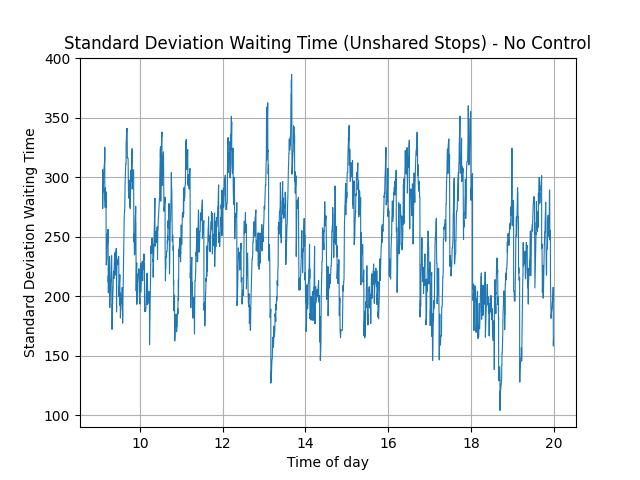 Standard Deviation Waiting Time (Unshared Stops) - No Control
Standard Deviation Waiting Time
400
350
300
250
200
150
100
10 12 14 16 18 20
Time of day